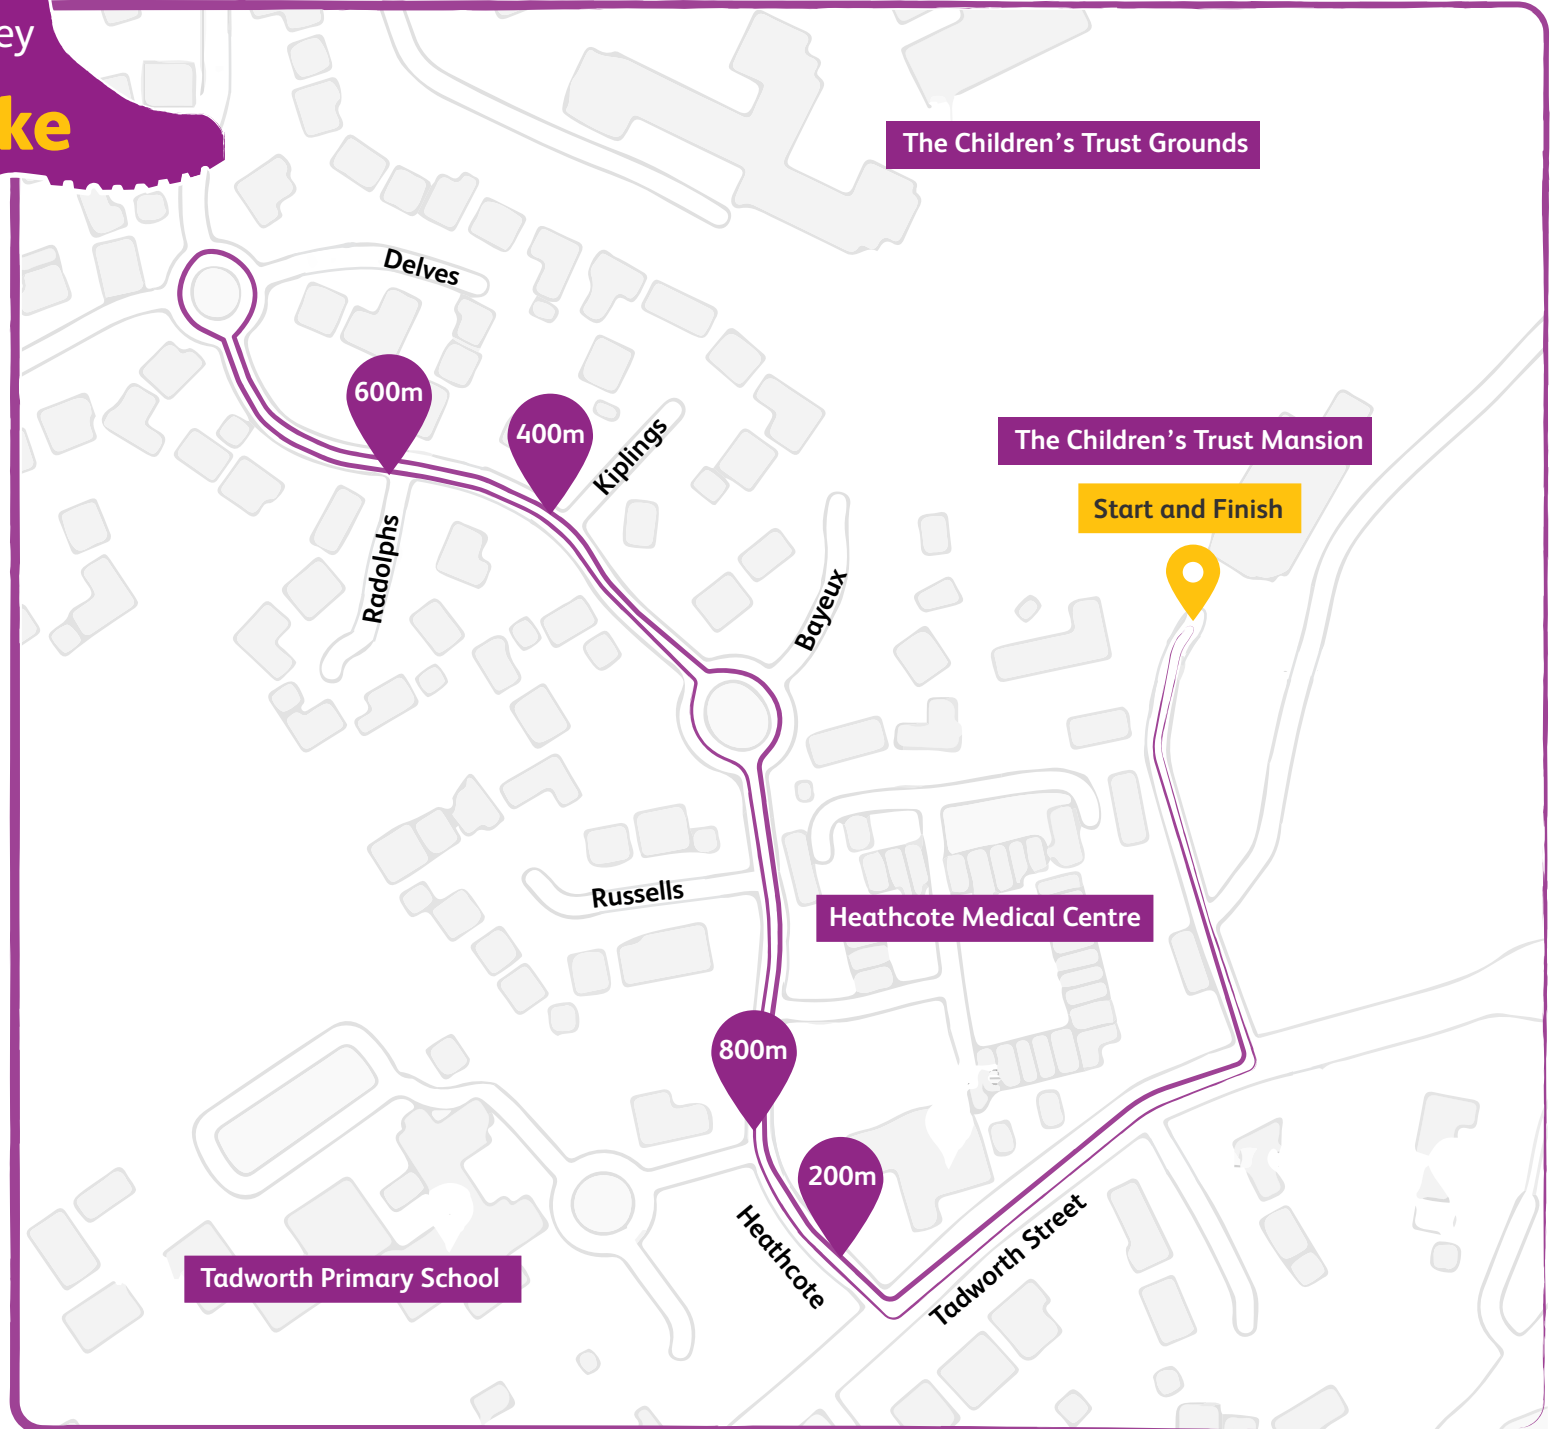 ey
ke
The Children's Trust Grounds
Delves
600m
400m
Kiplings
The Children's Trust Mansion
Start and Finish
Radolphs
Bayeux
Russells
Heathcote Medical Centre
800m
200m
Heathcote
Tadworth Street
Tadworth Primary School